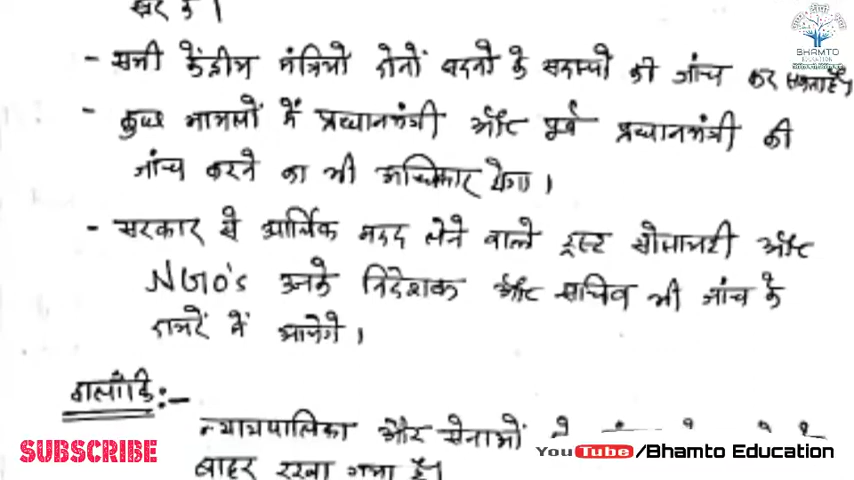 BHAMTO
EDUCATION
- सभी केंद्रीय मंत्रियो दोनों सदनो के सदस्यो की जांच कर सकता है।
- कुछ मामलों में प्रधानमंत्री और पूर्व प्रधानमंत्री की
जांच करने का भी अधिकार होगा।
- सरकार से आर्थिक मदद लेने वाले ट्रस्ट सोसायटी और
NGO's उनके निदेशक और सचिव भी जांच के
दायरें में आयेगे।
हालाँकि :-
न्यायपालिका और सेनाओं
बाहर रखा गया है।
SUBSCRIBE
YouTube /Bhamto Education